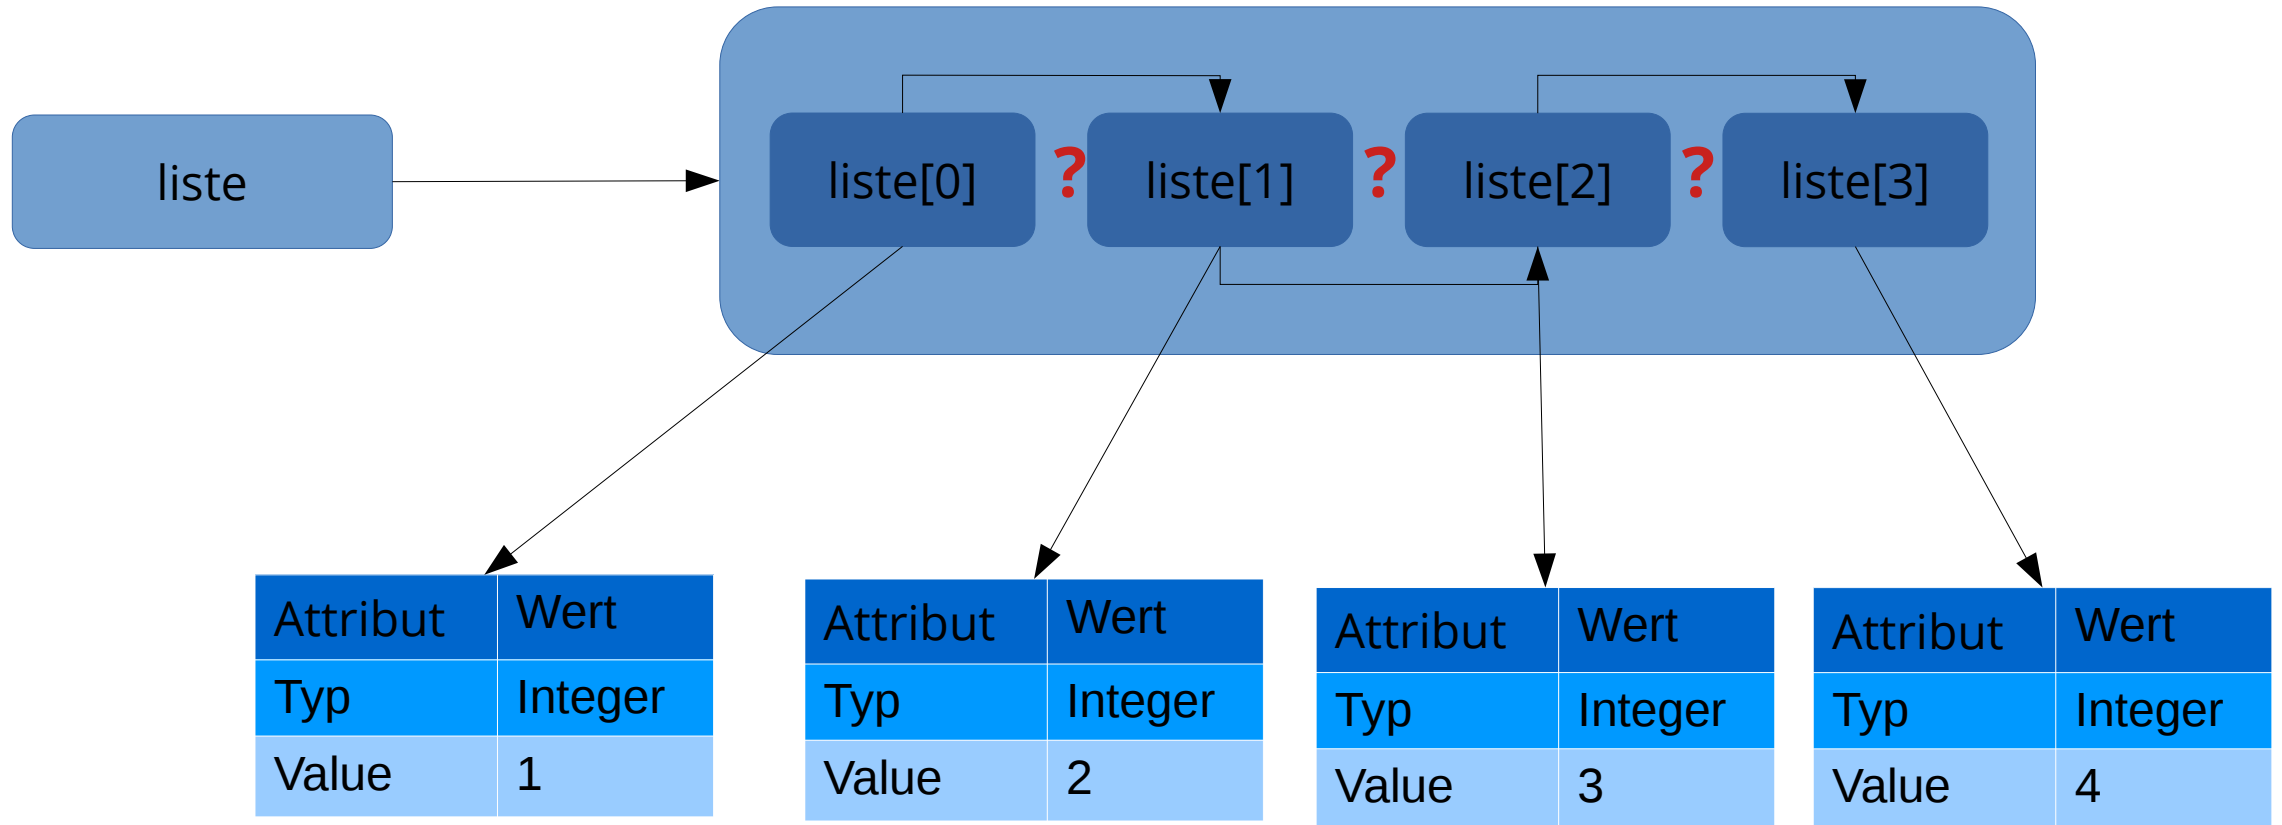 liste
liste[0] ? liste[1] ? liste[2] ? liste[3]
Attribut Wert
Typ Integer
Value 1
Attribut Wert
Typ Integer
Value 2
Attribut Wert
Typ Integer
Value 3
Attribut Wert
Typ Integer
Value 4